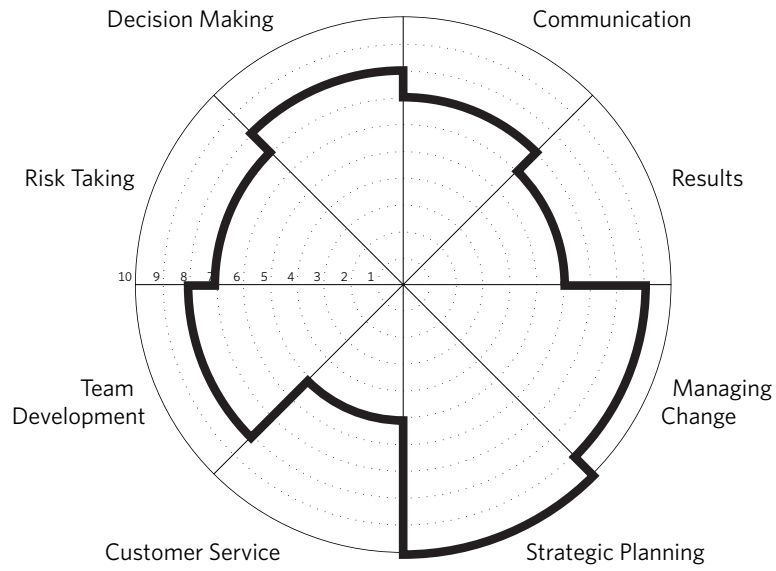 Decision Making
Communication
Risk Taking
Results
10 9 8 7 6 5 4 3 2 1
Team
Development
Managing
Change
Customer Service
Strategic Planning